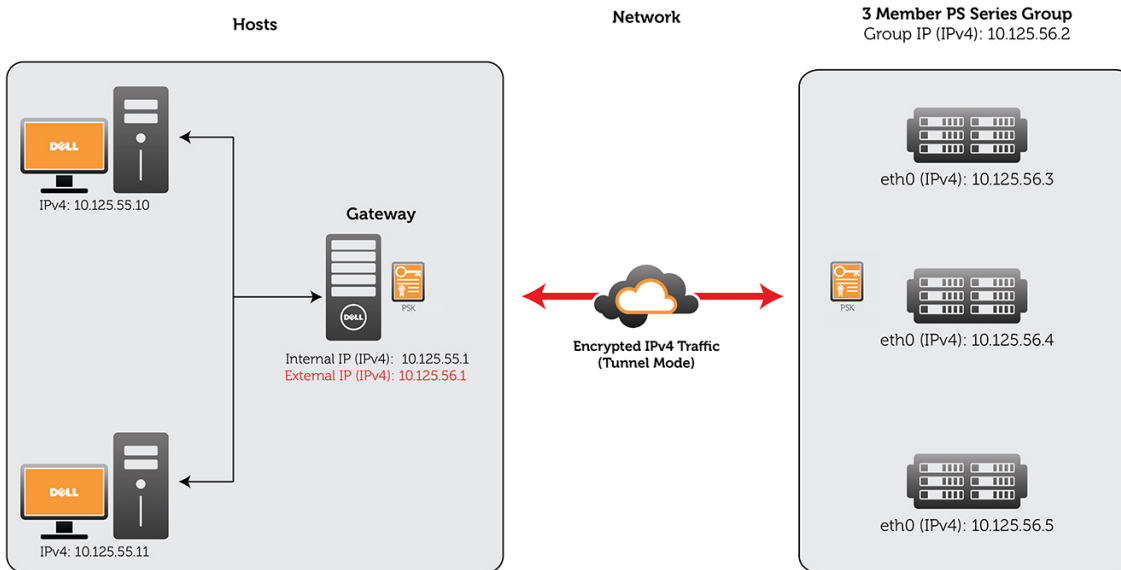 Hosts
Network
3 Member PS Series Group
Group IP (IPv4): 10.125.56.2
DELL
IPv4: 10.125.55.10
Gateway
DELL
PSK
Internal IP (IPv4): 10.125.55.1
External IP (IPv4): 10.125.56.1
DELL
IPv4: 10.125.55.11
Encrypted IPv4 Traffic
(Tunnel Mode)
eth0 (IPv4): 10.125.56.3
PSK
eth0 (IPv4): 10.125.56.4
eth0 (IPv4): 10.125.56.5